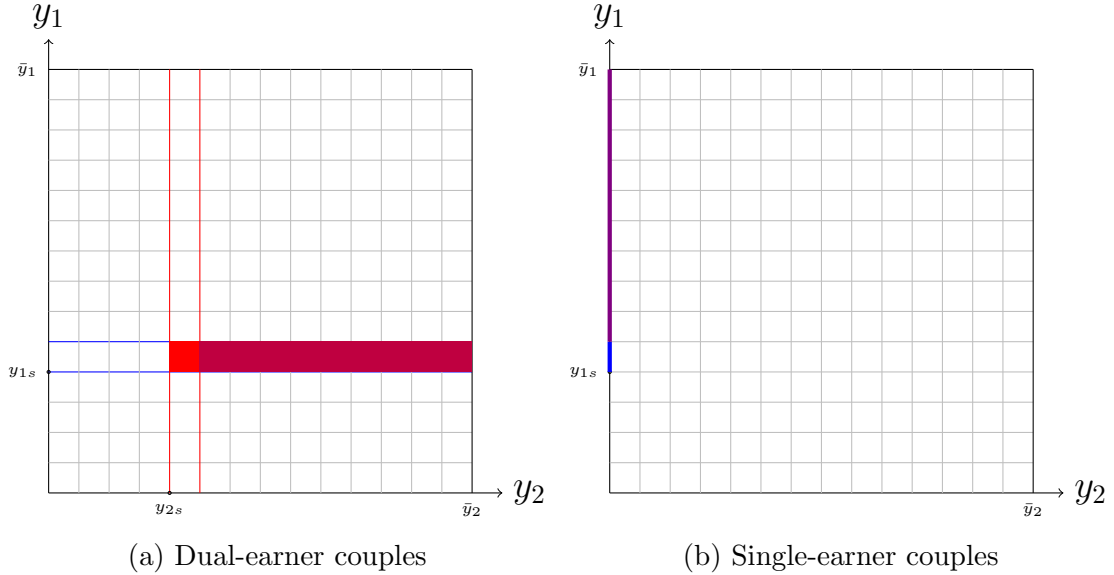 y₁
ȳ₁
y₁ₛ
y₂ₛ
ȳ₂
y₂
(a) Dual-earner couples
y₁
ȳ₁
y₁ₛ
ȳ₂
y₂
(b) Single-earner couples